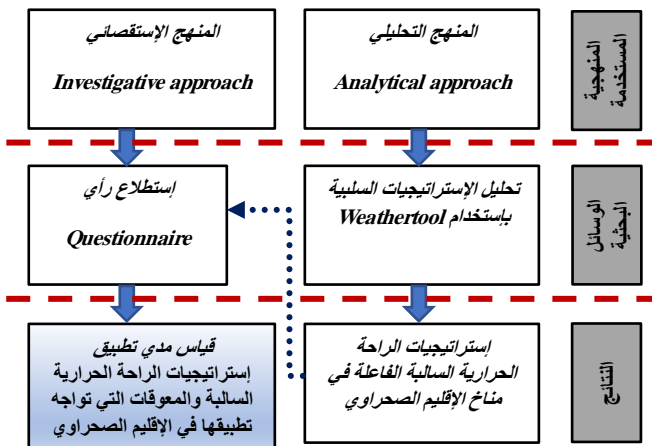 المنهجية
المستخدمة
المنهج التحليلي
Analytical approach
المنهج الإستقصائي
Investigative approach
الوسائل
البحثية
تحليل الإستراتيجيات السلبية
بإستخدام Weathertool
إستطلاع رأي
Questionnaire
النتائج
إستراتيجيات الراحة
الحرارية السالبة الفاعلة في
مناخ الإقليم الصحراوي
قياس مدي تطبيق
إستراتيجيات الراحة الحرارية
السالبة والمعوقات التي تواجه
تطبيقها في الإقليم الصحراوي